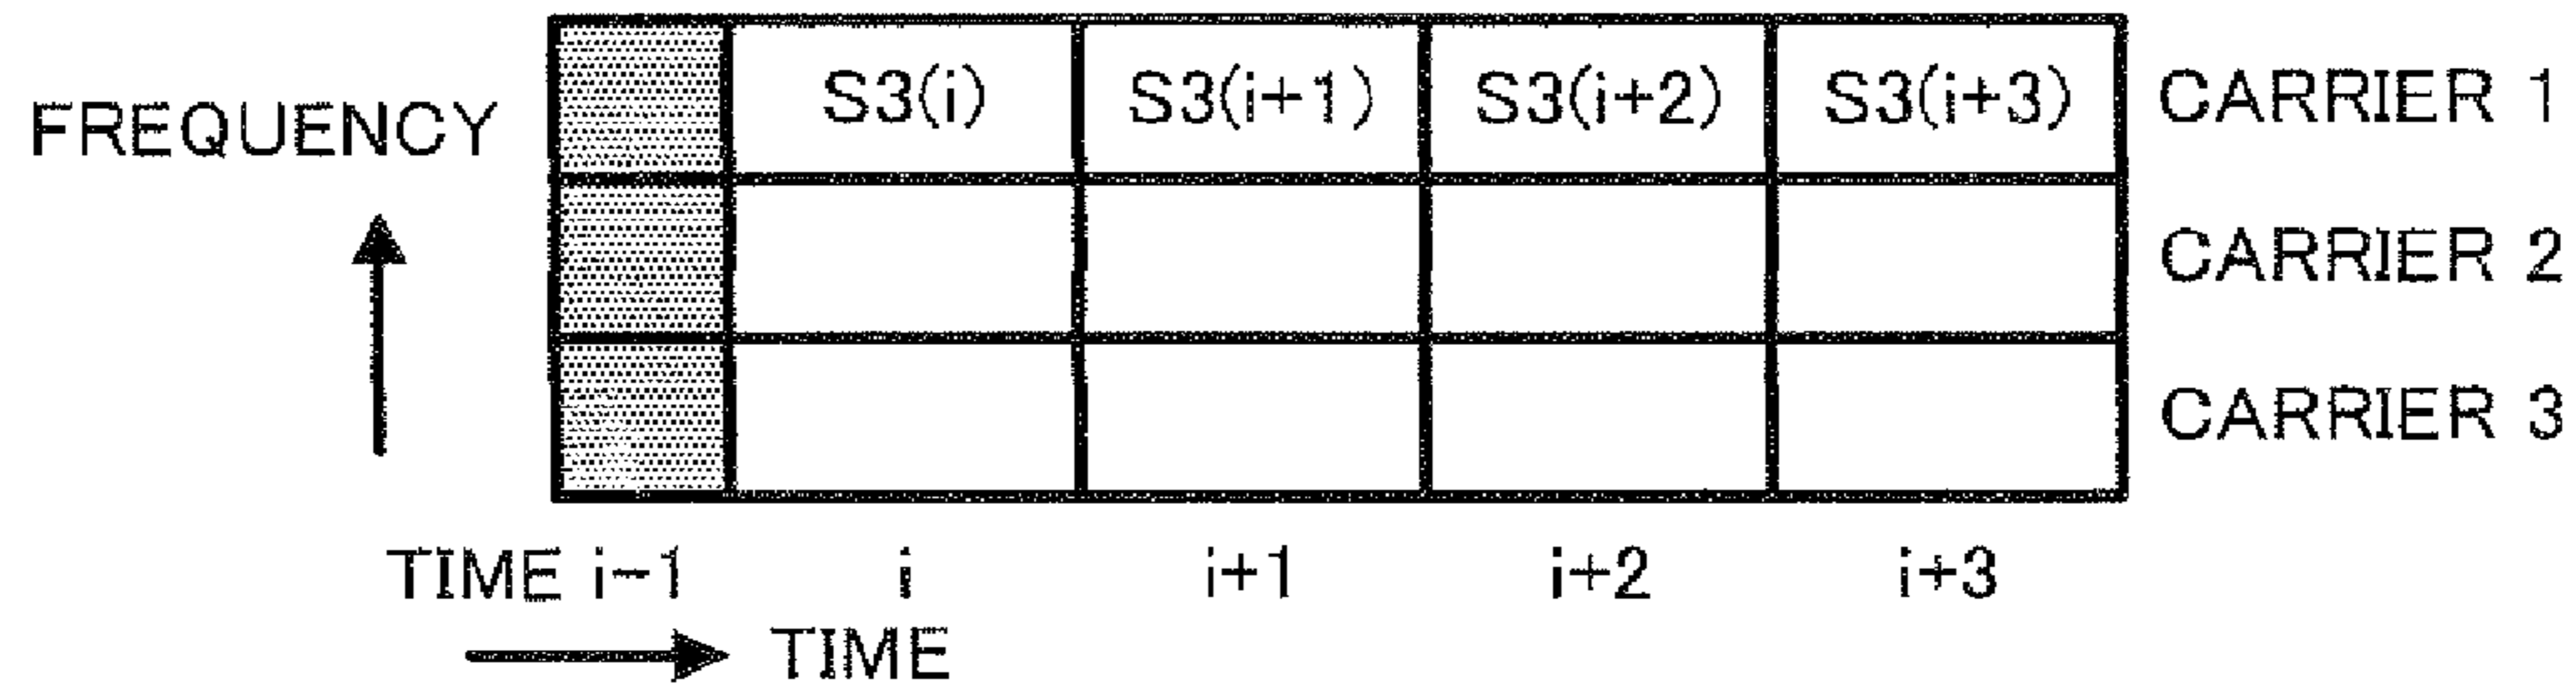 FREQUENCY S3(i) S3(i+1) S3(i+2) S3(i+3) CARRIER 1
CARRIER 2
CARRIER 3
TIME i-1 i i+1 i+2 i+3
TIME